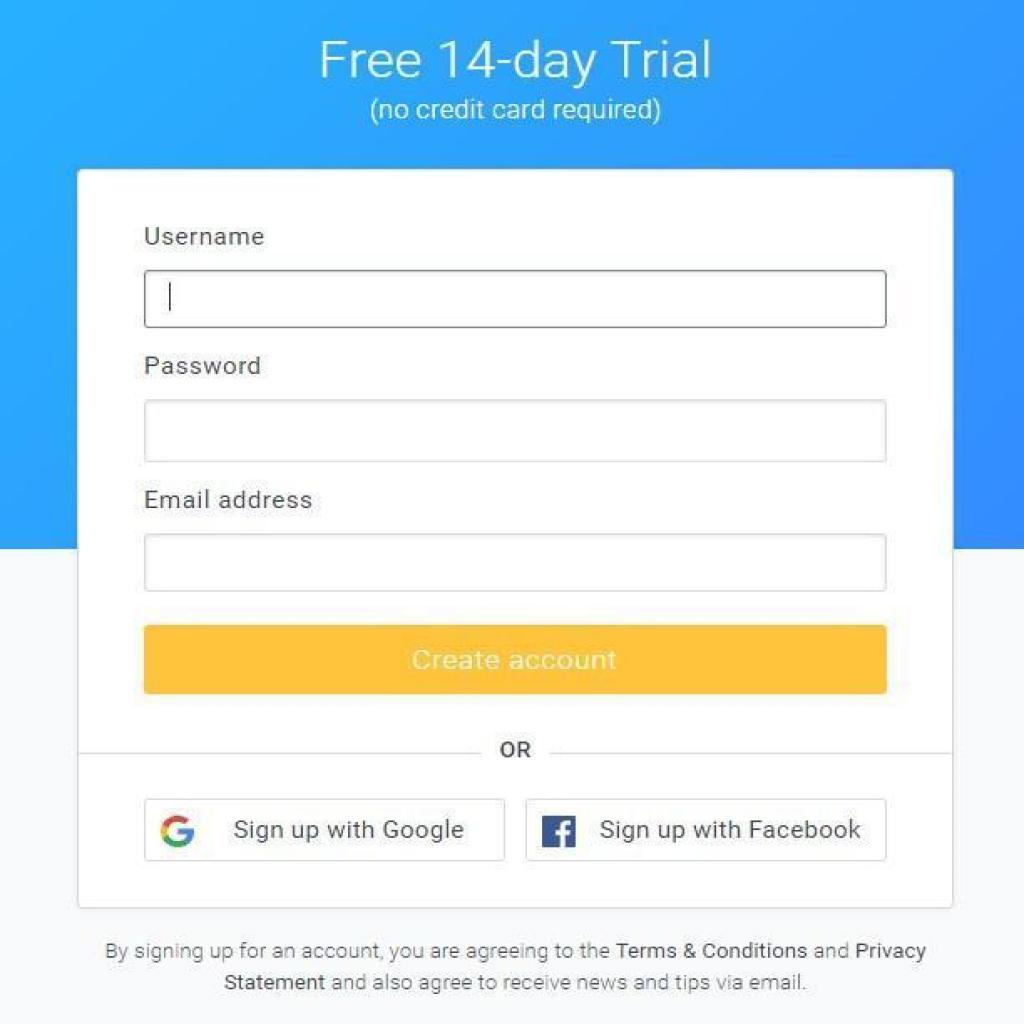 Free 14-day Trial
(no credit card required)
Username
Password
Email address
Create account
OR
Sign up with Google
Sign up with Facebook
By signing up for an account, you are agreeing to the Terms & Conditions and Privacy
Statement and also agree to receive news and tips via email.